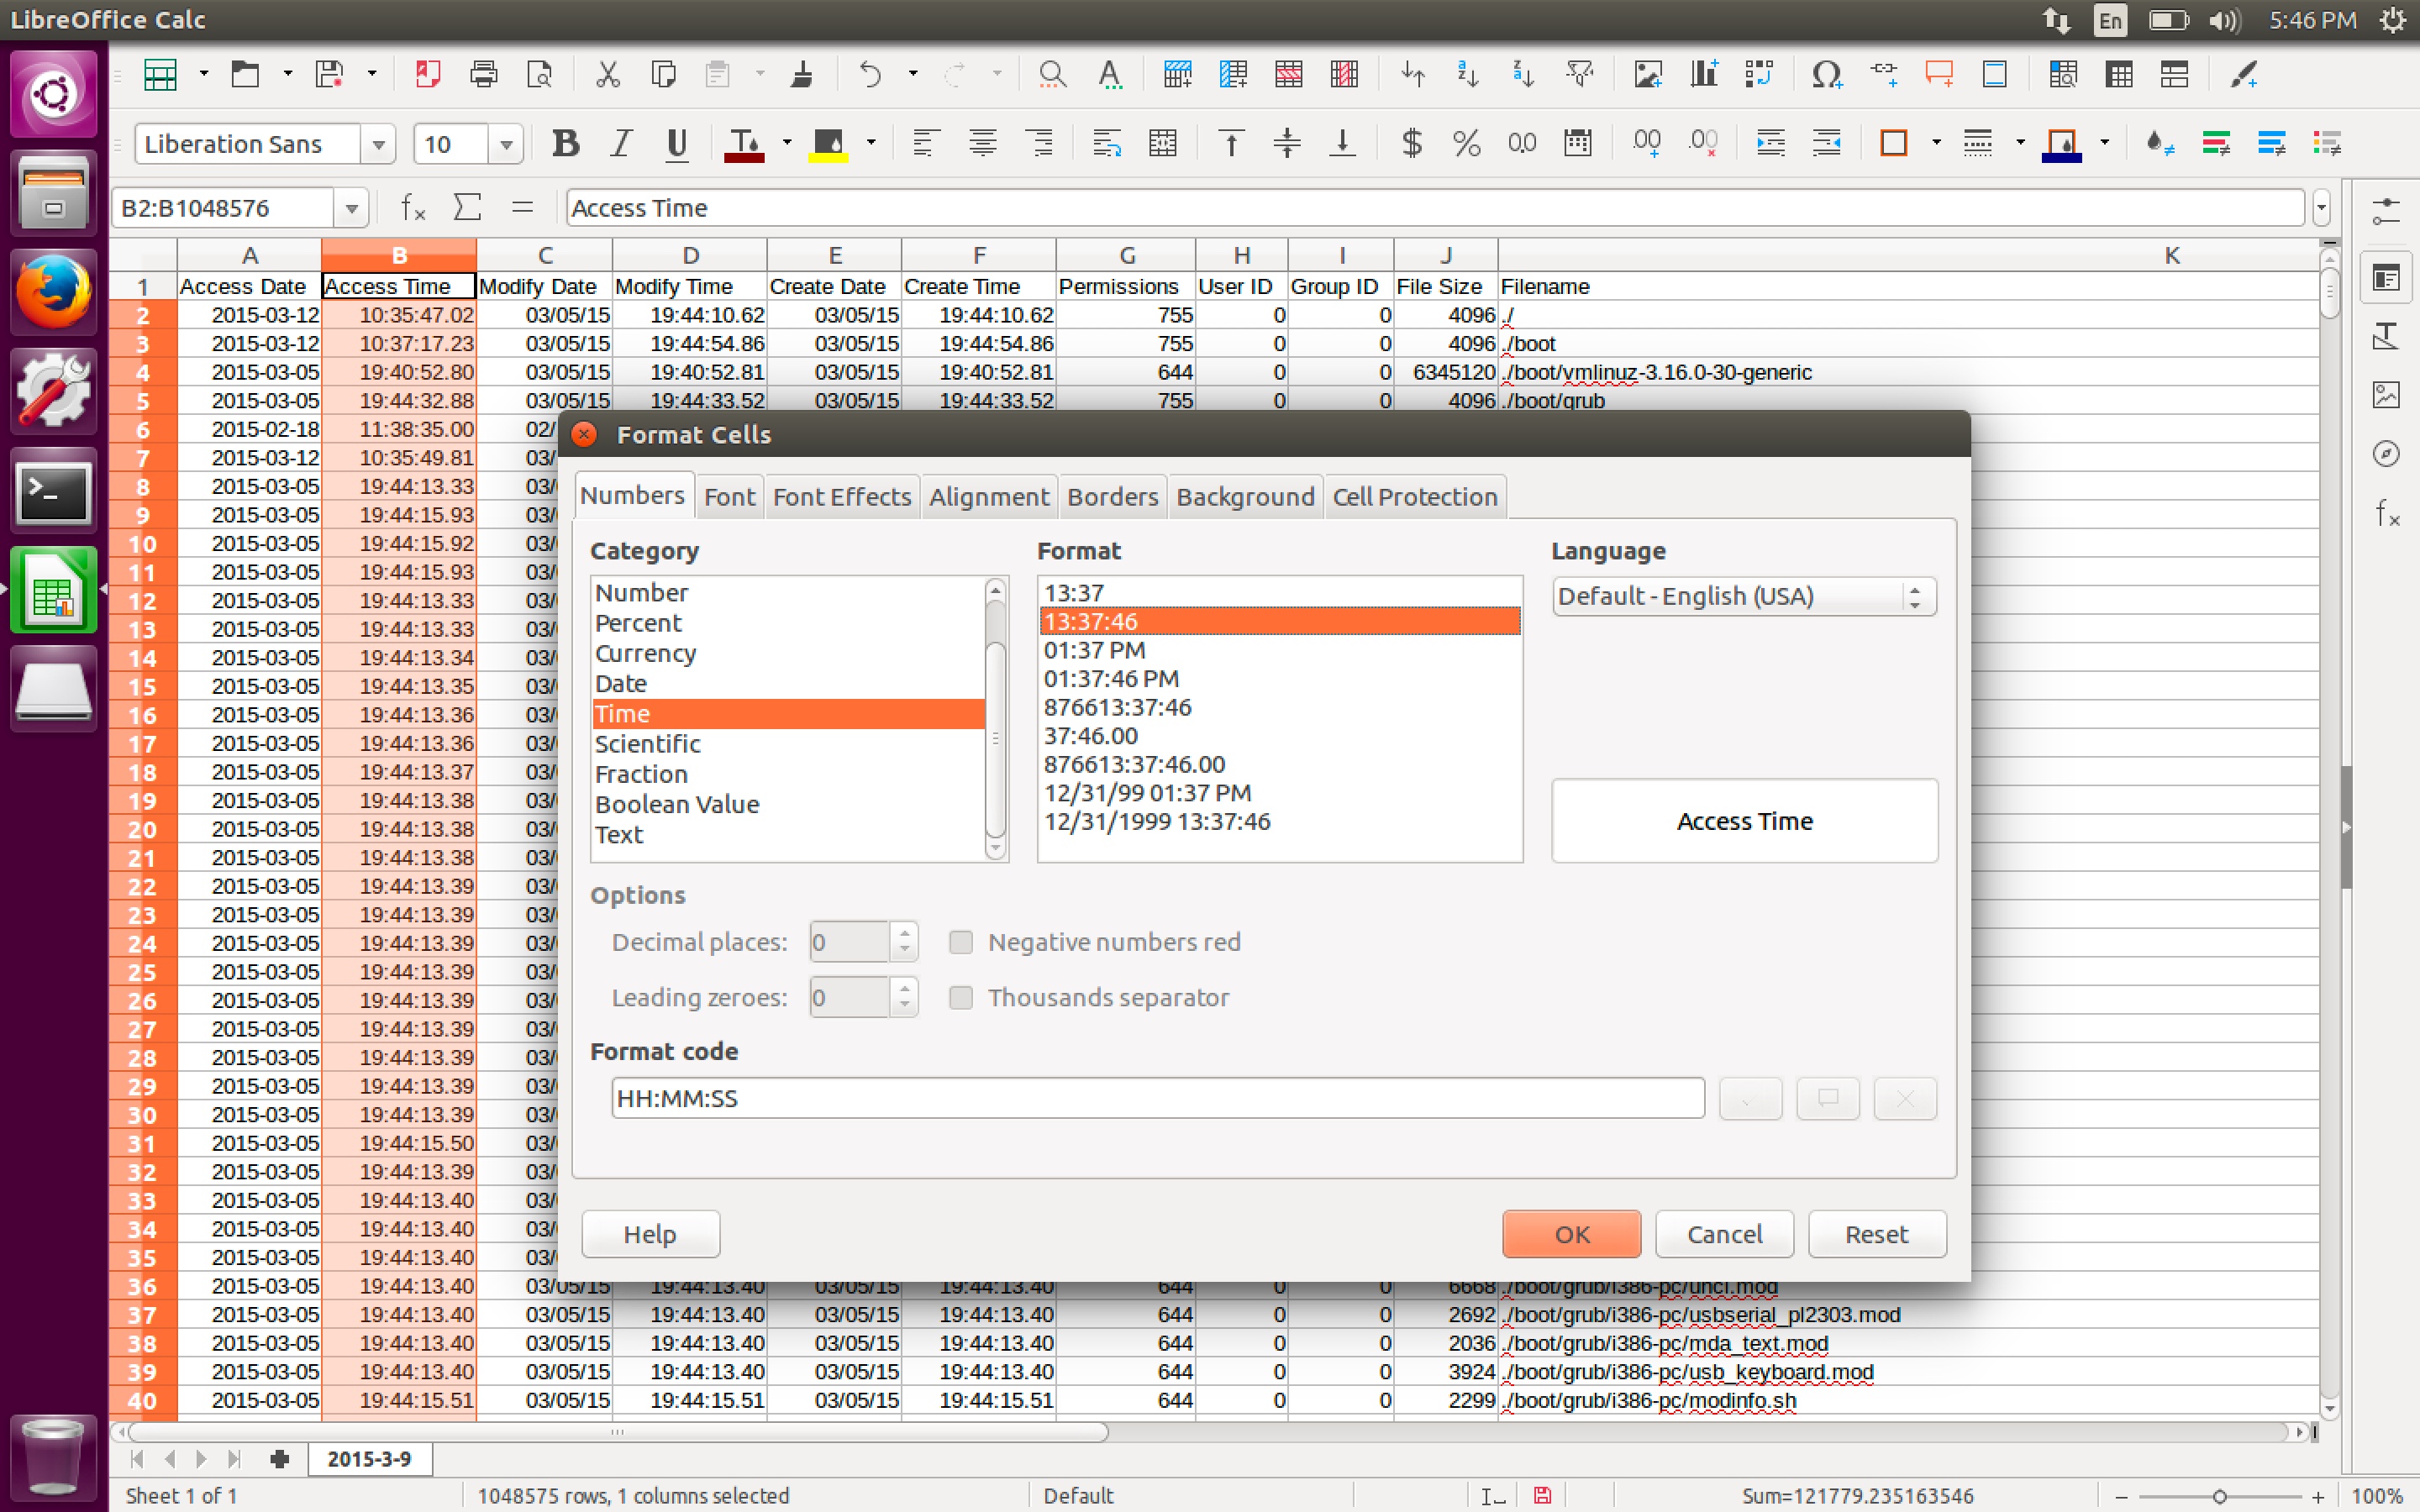 LibreOffice Calc
En
5:46 PM
Liberation Sans
10
B2:B1048576
Access Time
A B C D E F G H I J K
1 Access Date Access Time Modify Date Modify Time Create Date Create Time Permissions User ID Group ID File Size Filename
2 2015-03-12 10:35:47.02 03/05/15 19:44:10.62 03/05/15 19:44:10.62 755 0 0 4096 ./
3 2015-03-12 10:37:17.23 03/05/15 19:44:54.86 03/05/15 19:44:54.86 755 0 0 4096 ./boot
4 2015-03-05 19:40:52.80 03/05/15 19:40:52.81 03/05/15 19:40:52.81 644 0 0 6345120 ./boot/vmlinuz-3.16.0-30-generic
5 2015-03-05 19:44:32.88 03/05/15 19:44:33.52 03/05/15 19:44:33.52 755 0 0 4096 ./boot/grub
6 2015-02-18 11:38:35.00 02/
7 2015-03-12 10:35:49.81 03/
8 2015-03-05 19:44:13.33 03/
9 2015-03-05 19:44:15.93 03/
10 2015-03-05 19:44:15.92 03/
11 2015-03-05 19:44:15.93 03/
12 2015-03-05 19:44:13.33 03/
13 2015-03-05 19:44:13.33 03/
14 2015-03-05 19:44:13.34 03/
15 2015-03-05 19:44:13.35 03/
16 2015-03-05 19:44:13.36 03/
17 2015-03-05 19:44:13.36 03/
18 2015-03-05 19:44:13.37 03/
19 2015-03-05 19:44:13.38 03/
20 2015-03-05 19:44:13.38 03/
21 2015-03-05 19:44:13.38 03/
22 2015-03-05 19:44:13.39 03/
23 2015-03-05 19:44:13.39 03/
24 2015-03-05 19:44:13.39 03/
25 2015-03-05 19:44:13.39 03/
26 2015-03-05 19:44:13.39 03/
27 2015-03-05 19:44:13.39 03/
28 2015-03-05 19:44:13.39 03/
29 2015-03-05 19:44:13.39 03/
30 2015-03-05 19:44:13.39 03/
31 2015-03-05 19:44:15.50 03/
32 2015-03-05 19:44:13.39 03/
33 2015-03-05 19:44:13.40 03/
34 2015-03-05 19:44:13.40 03/
35 2015-03-05 19:44:13.40 03/
36 2015-03-05 19:44:13.40 03/05/15 19:44:13.40 03/05/15 19:44:13.40 644 0 0 6668 ./boot/grub/i386-pc/uhci.mod
37 2015-03-05 19:44:13.40 03/05/15 19:44:13.40 03/05/15 19:44:13.40 644 0 0 2692 ./boot/grub/i386-pc/usbserial_pl2303.mod
38 2015-03-05 19:44:13.40 03/05/15 19:44:13.40 03/05/15 19:44:13.40 644 0 0 2036 ./boot/grub/i386-pc/mda_text.mod
39 2015-03-05 19:44:13.40 03/05/15 19:44:13.40 03/05/15 19:44:13.40 644 0 0 3924 ./boot/grub/i386-pc/usb_keyboard.mod
40 2015-03-05 19:44:15.51 03/05/15 19:44:15.51 03/05/15 19:44:15.51 644 0 0 2299 ./boot/grub/i386-pc/modinfo.sh
Format Cells
Numbers Font Font Effects Alignment Borders Background Cell Protection
Category
Number
Percent
Currency
Date
Time
Scientific
Fraction
Boolean Value
Text
Format
13:37
13:37:46
01:37 PM
01:37:46 PM
876613:37:46
37:46.00
876613:37:46.00
12/31/99 01:37 PM
12/31/1999 13:37:46
Language
Default - English (USA)
Access Time
Options
Decimal places: 0
Negative numbers red
Leading zeroes: 0
Thousands separator
Format code
HH:MM:SS
Help
OK
Cancel
Reset
2015-3-9
Sheet 1 of 1
1048575 rows, 1 columns selected
Default
Sum=121779.235163546
100%